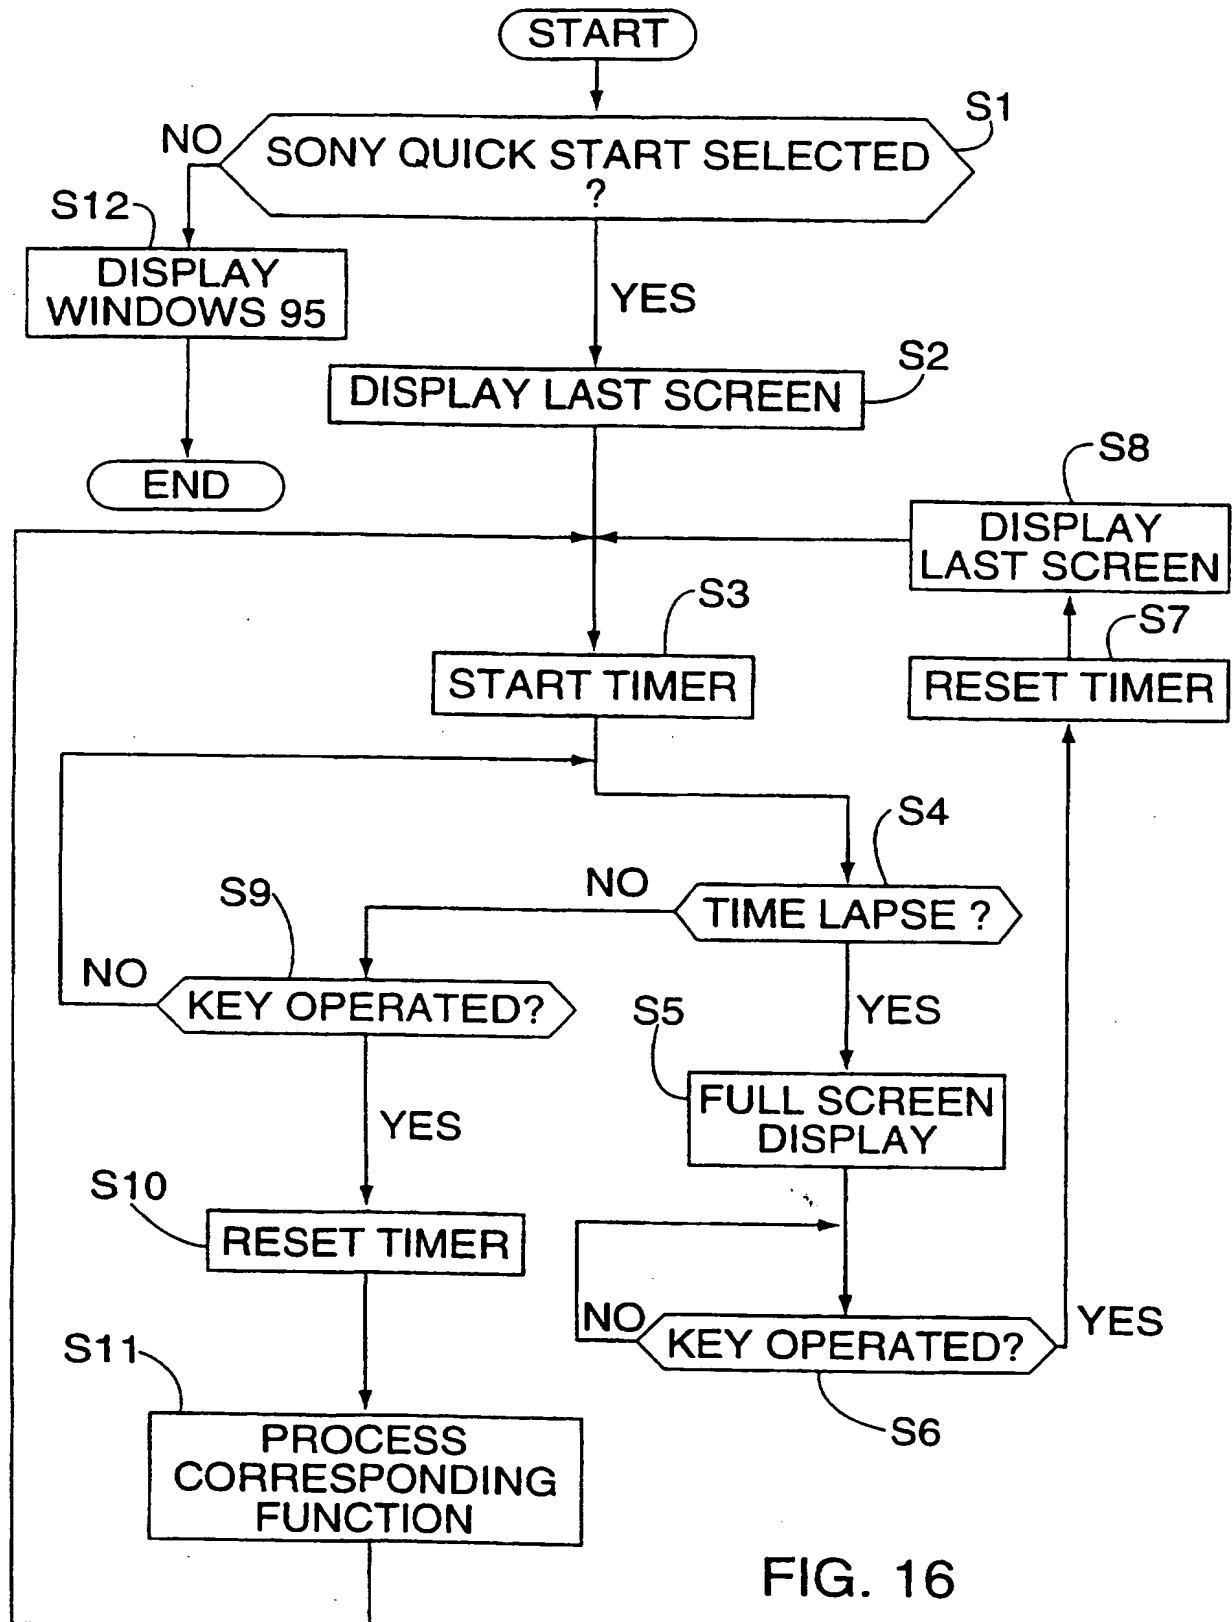 START
S1
NO
SONY QUICK START SELECTED
?
S12
DISPLAY
WINDOWS 95
YES
S2
DISPLAY LAST SCREEN
END
S8
DISPLAY
LAST SCREEN
S3
S7
START TIMER
RESET TIMER
S4
NO
TIME LAPSE ?
S9
NO
KEY OPERATED?
YES
S5
FULL SCREEN
DISPLAY
YES
S10
RESET TIMER
NO
KEY OPERATED?
YES
S6
S11
PROCESS
CORRESPONDING
FUNCTION
FIG. 16